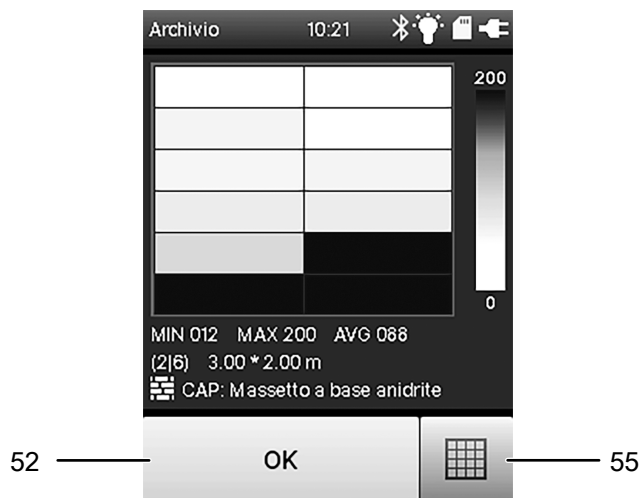 Archivio 10:21
200
0
MIN 012 MAX 200 AVG 088
(2|6) 3.00 * 2.00 m
CAP: Massetto a base anidrite
52 OK 55